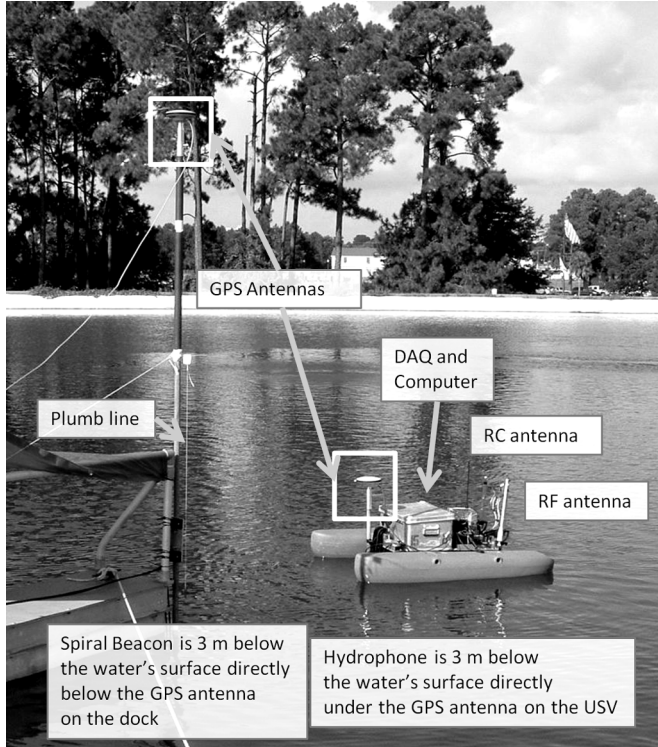 GPS Antennas
DAQ and
Computer
Plumb line
RC antenna
RF antenna
Spiral Beacon is 3 m below
the water's surface directly
below the GPS antenna
on the dock
Hydrophone is 3 m below
the water's surface directly
under the GPS antenna on the USV